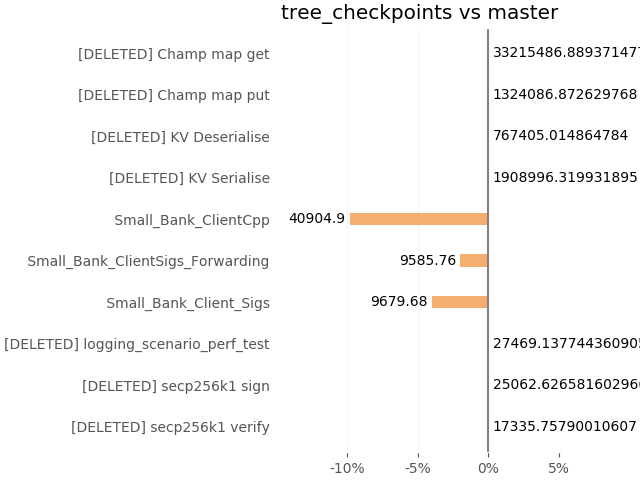 tree_checkpoints vs master
[DELETED] Champ map get 33215486.88937147
[DELETED] Champ map put 1324086.872629768
[DELETED] KV Deserialise 767405.014864784
[DELETED] KV Serialise 1908996.319931895
Small_Bank_ClientCpp 40904.9
Small_Bank_ClientSigs_Forwarding 9585.76
Small_Bank_Client_Sigs 9679.68
[DELETED] logging_scenario_perf_test 27469.13774436090
[DELETED] secp256k1 sign 25062.62658160296
[DELETED] secp256k1 verify 17335.75790010607
-10% -5% 0% 5%